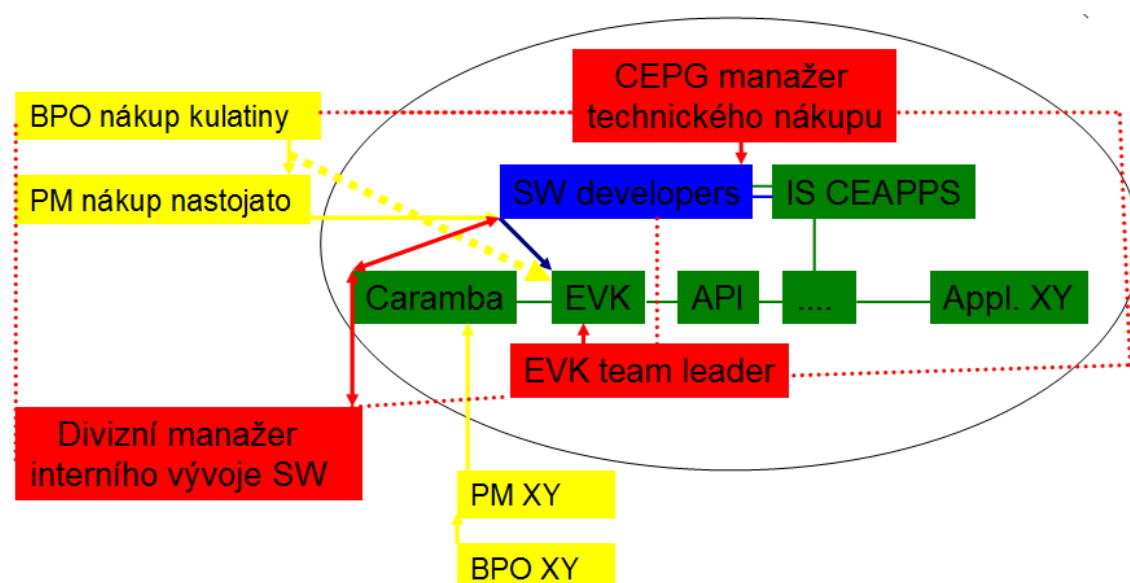 CEPG manažer
technického nákupu
BPO nákup kulatiny
PM nákup nastojato
SW developers
IS CEAPPS
Caramba
EVK
API
....
Appl. XY
EVK team leader
Divizní manažer
interního vývoje SW
PM XY
BPO XY